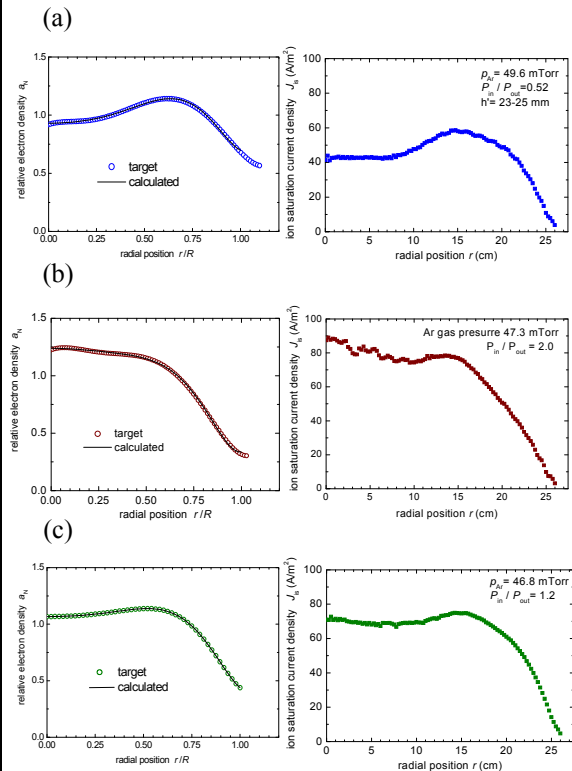 (a)
1.5
1.0
0.5
0.0
0.00 0.25 0.50 0.75 1.00
relative electron density a_N
radial position r/R
target
calculated
100
80
60
40
20
0
0 5 10 15 20 25
ion saturation current density J_is (A/m²)
radial position r (cm)
p_Ar = 49.6 mTorr
P_in / P_out =0.52
h'= 23-25 mm
(b)
1.5
1.0
0.5
0.0
0.00 0.25 0.50 0.75 1.00
relative electron density a_N
radial position r/R
target
calculated
100
80
60
40
20
0
0 5 10 15 20 25
ion saturation current density J_is (A/m²)
radial position r (cm)
Ar gas presurre 47.3 mTorr
P_in / P_out = 2.0
(c)
1.5
1.0
0.5
0.0
0.00 0.25 0.50 0.75 1.00
relative electron density a_N
radial position r/R
target
calculated
100
80
60
40
20
0
0 5 10 15 20 25
ion saturation current density J_is (A/m²)
radial position r (cm)
p_Ar = 46.8 mTorr
P_in / P_out = 1.2